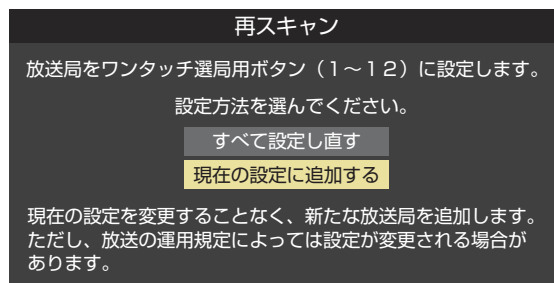 再スキャン
放送局をワンタッチ選局用ボタン（１～１２）に設定します。
設定方法を選んでください。
すべて設定し直す
現在の設定に追加する
現在の設定を変更することなく、新たな放送局を追加します。
ただし、放送の運用規定によっては設定が変更される場合が
あります。